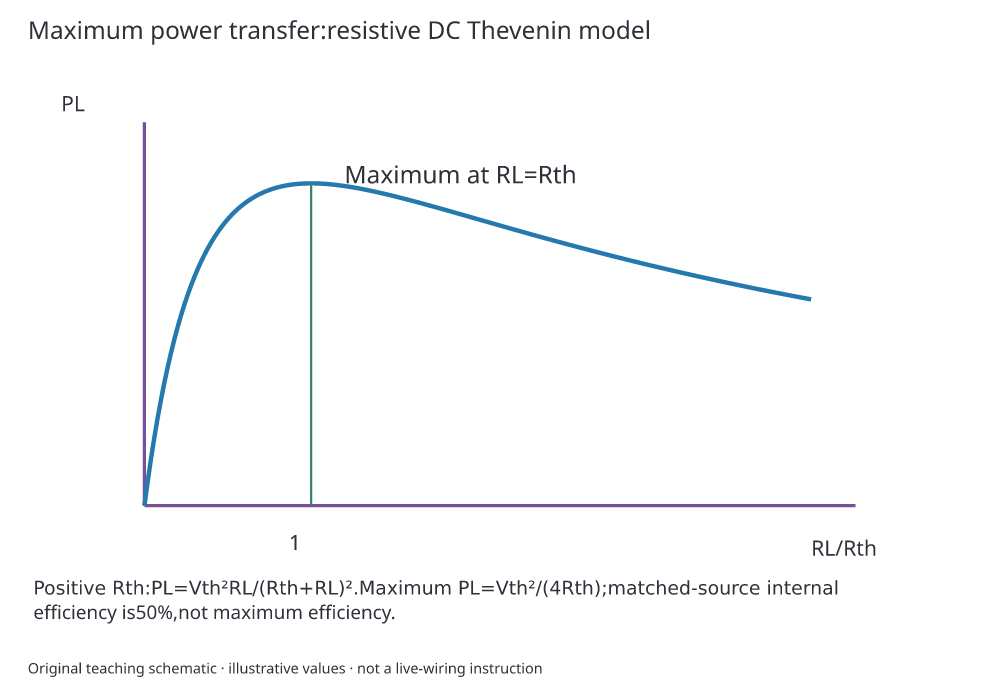 Maximum power transfer:resistive DC Thevenin model
PL
Maximum at RL=Rth
1
RL/Rth
Positive Rth:PL=Vth²RL/(Rth+RL)².Maximum PL=Vth²/(4Rth);matched-source internal
efficiency is50%,not maximum efficiency.
Original teaching schematic · illustrative values · not a live-wiring instruction